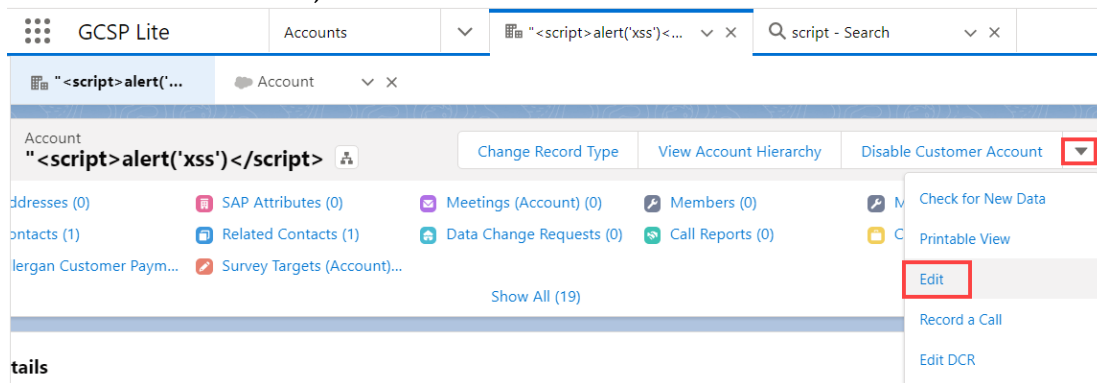 GCSP Lite Accounts "<script>alert('xss')<... script - Search
"<script>alert('... Account
Account
"<script>alert('xss')</script> Change Record Type View Account Hierarchy Disable Customer Account
ddresses (0) SAP Attributes (0) Meetings (Account) (0) Members (0) M Check for New Data
ontacts (1) Related Contacts (1) Data Change Requests (0) Call Reports (0) C Printable View
lergan Customer Paym... Survey Targets (Account)... Edit
Show All (19)
Record a Call
tails Edit DCR